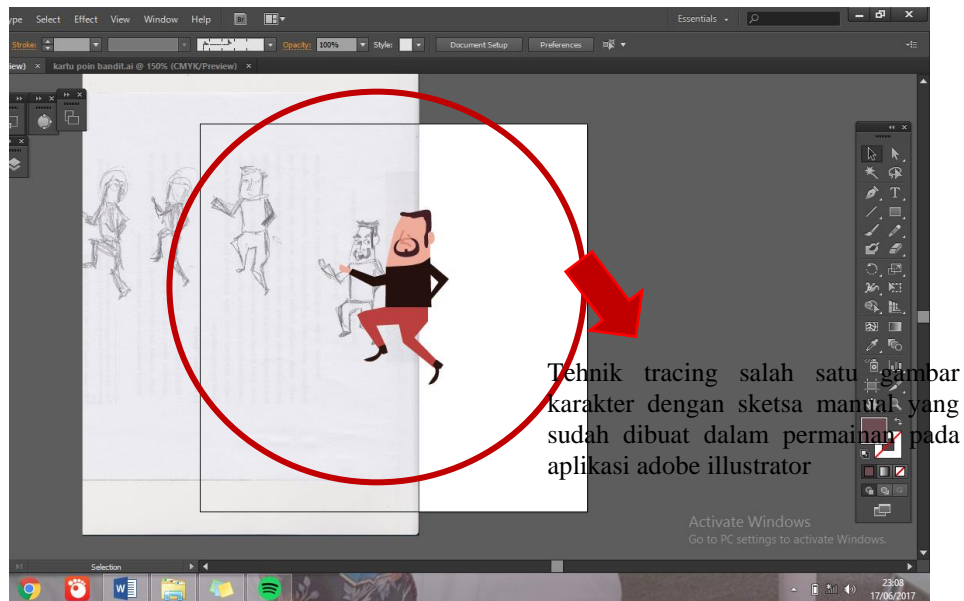 ype Select Effect View Window Help Br
Essentials
Stroke: Opacity: 100% Style: Document Setup Preferences
iew) × kartu poin bandit.ai @ 150% (CMYK/Preview) ×
Tehnik tracing salah satu gambar
karakter dengan sketsa manual yang
sudah dibuat dalam permainan pada
aplikasi adobe illustrator
Activate Windows
Go to PC settings to activate Windows.
Selection
23:08
17/06/2017